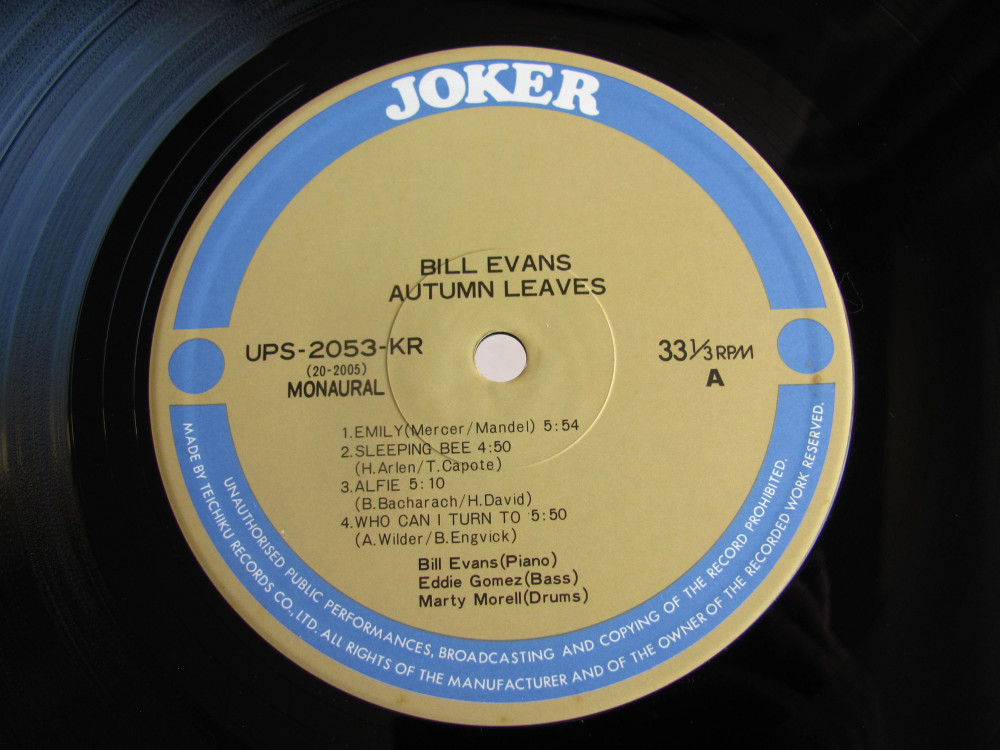 JOKER
BILL EVANS
AUTUMN LEAVES
UPS-2053-KR
(20-2005)
MONAURAL
33 1/3 RPM
A
1.EMILY(Mercer/Mandel) 5:54
2.SLEEPING BEE 4:50
(H.Arlen/T.Capote)
3.ALFIE 5:10
(B.Bacharach/H.David)
4.WHO CAN I TURN TO 5:50
(A.Wilder/B.Engvick)
Bill Evans(Piano)
Eddie Gomez(Bass)
Marty Morell(Drums)
UNAUTHORISED PUBLIC PERFORMANCES, BROADCASTING AND COPYING OF THE RECORD PROHIBITED.
MADE BY TEICHIKU RECORDS CO., LTD. ALL RIGHTS OF THE MANUFACTURER AND OF THE OWNER OF THE RECORDED WORK RESERVED.